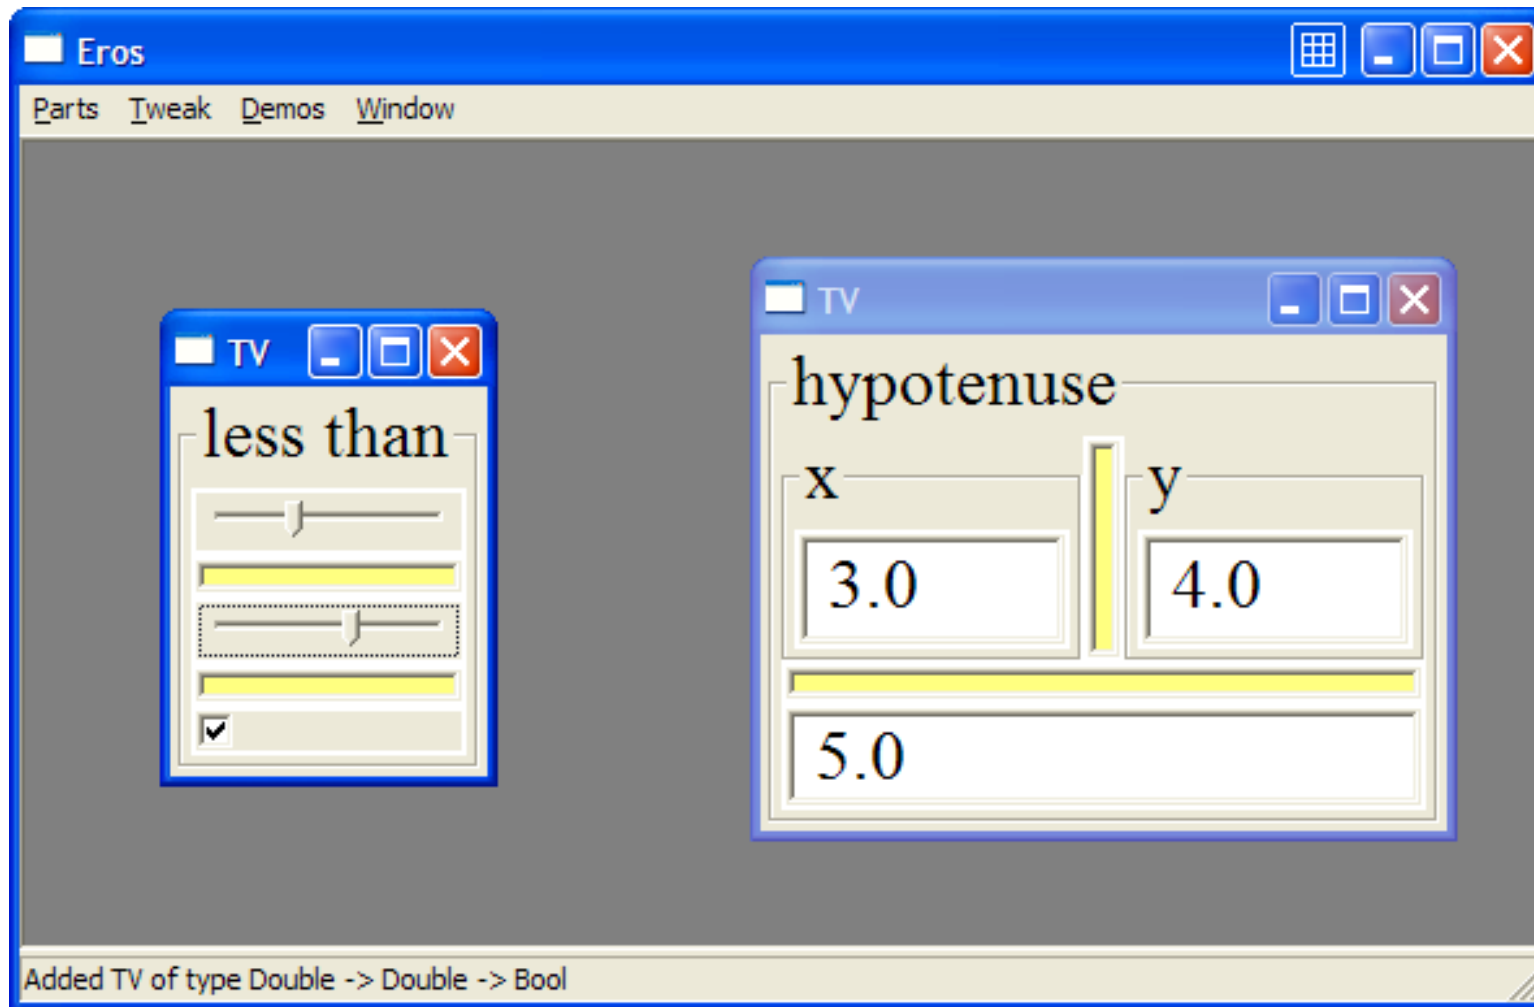 Eros
Parts Tweak Demos Window
TV
less than
TV
hypotenuse
x y
3.0 4.0
5.0
Added TV of type Double -> Double -> Bool